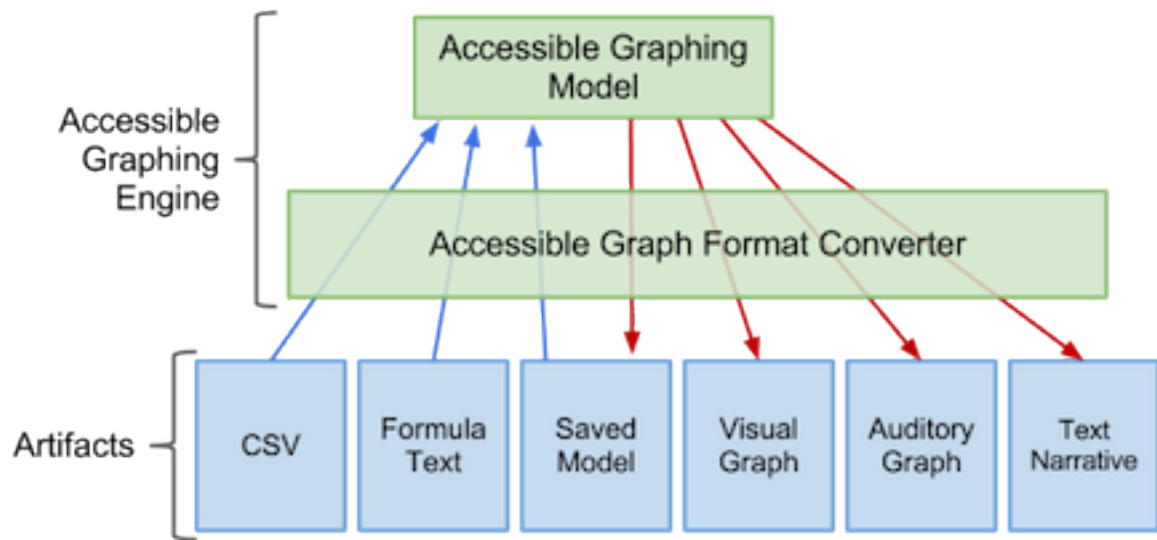 Accessible Graphing
Model
Accessible
Graphing
Engine
Accessible Graph Format Converter
Artifacts
CSV
Formula
Text
Saved
Model
Visual
Graph
Auditory
Graph
Text
Narrative